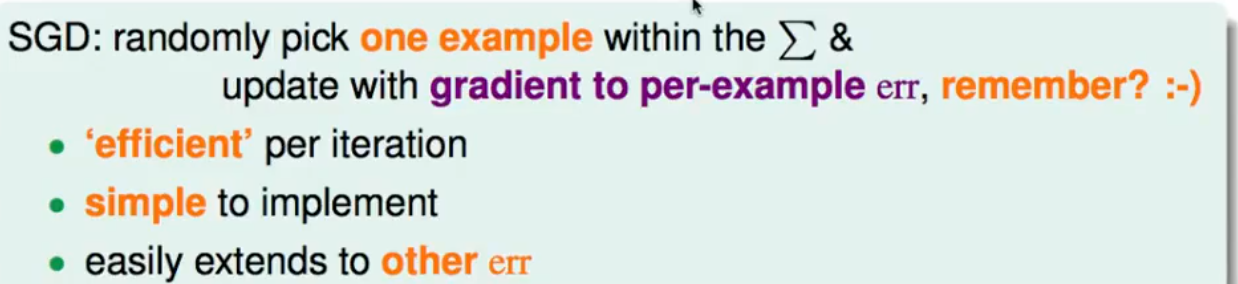 SGD: randomly pick one example within the ∑ &
update with gradient to per-example err, remember? :-)
• ‘efficient’ per iteration
• simple to implement
• easily extends to other err